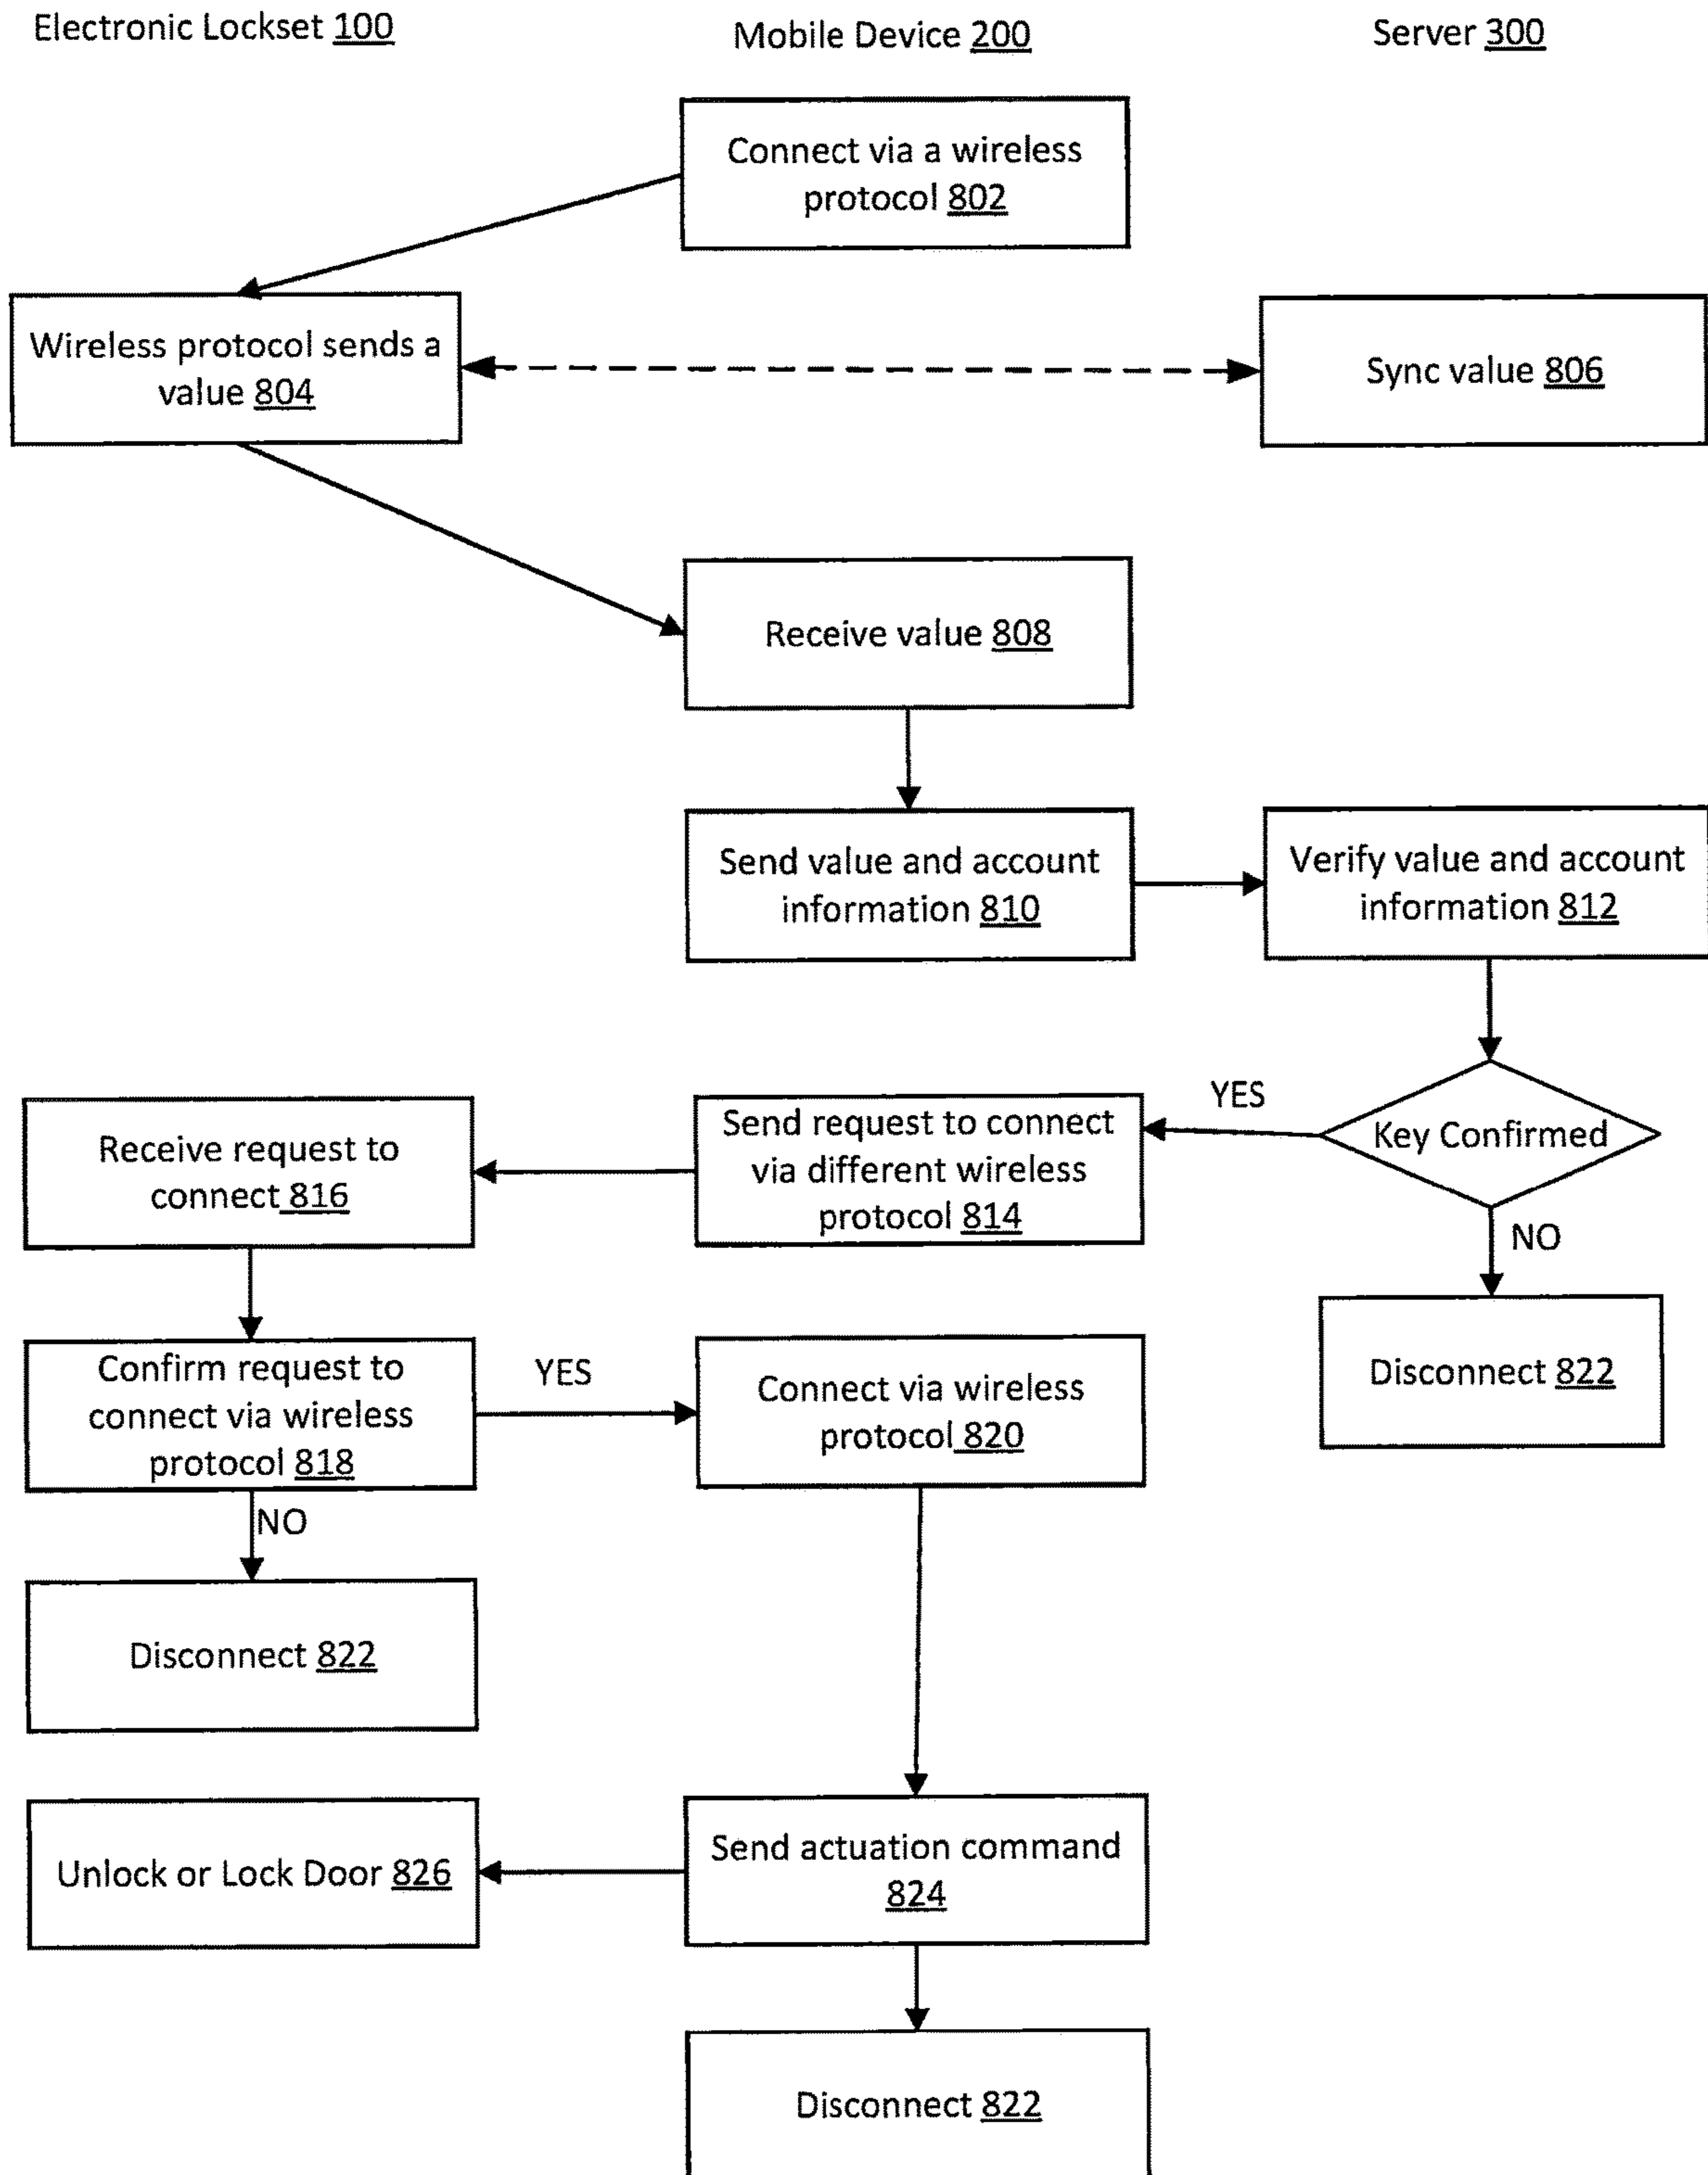 Electronic Lockset 100
Mobile Device 200
Server 300
Connect via a wireless
protocol 802
Wireless protocol sends a
value 804
Sync value 806
Receive value 808
Send value and account
information 810
Verify value and account
information 812
Key Confirmed
YES
NO
Send request to connect
via different wireless
protocol 814
Receive request to
connect 816
Disconnect 822
Confirm request to
connect via wireless
protocol 818
YES
NO
Connect via wireless
protocol 820
Disconnect 822
Send actuation command
824
Unlock or Lock Door 826
Disconnect 822